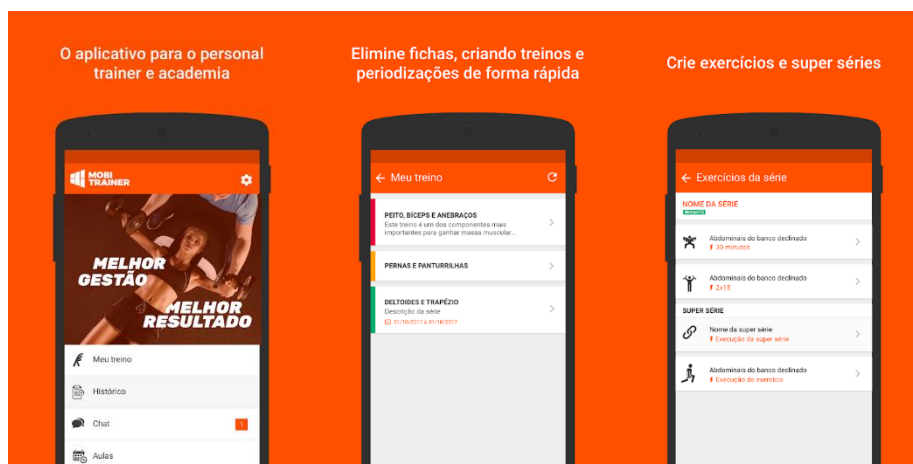 O aplicativo para o personal
trainer e academia
MOBI
TRAINER
MELHOR
GESTÃO
MELHOR
RESULTADO
Meu treino
Histórico
Chat
1
Aulas
Elimine fichas, criando treinos e
periodizações de forma rápida
Meu treino
PEITO, BÍCEPS E ANEBRAÇOS
Este treino é um dos componentes mais
importantes para ganhar massa muscular...
PERNAS E PANTURRILHAS
DELTOIDES E TRAPÉZIO
Descrição da série
01/10/2017 a 01/10/2017
Crie exercícios e super séries
Exercícios da série
NOME DA SÉRIE
INICIANTE
Abdominais do banco declinado
30 minutos
Abdominais do banco declinado
2x15
SUPER SÉRIE
Nome da super série
Execução da super série
Abdominais do banco declinado
Execução do exercício